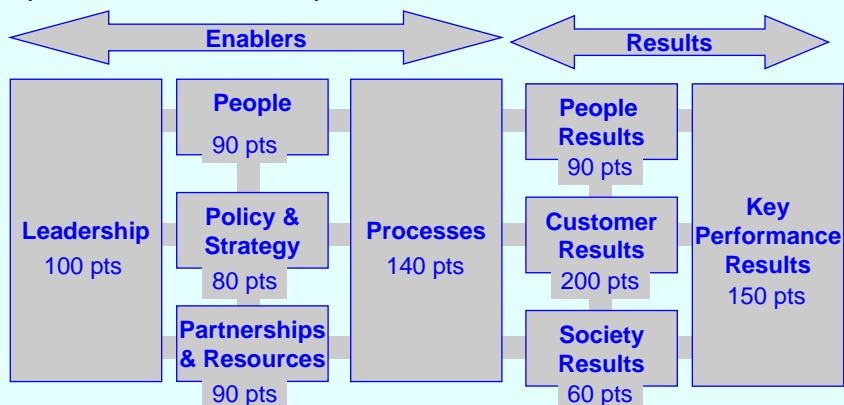 Enablers
Results
Leadership
100 pts
People
90 pts
Policy &
Strategy
80 pts
Partnerships
& Resources
90 pts
Processes
140 pts
People
Results
90 pts
Customer
Results
200 pts
Society
Results
60 pts
Key
Performance
Results
150 pts